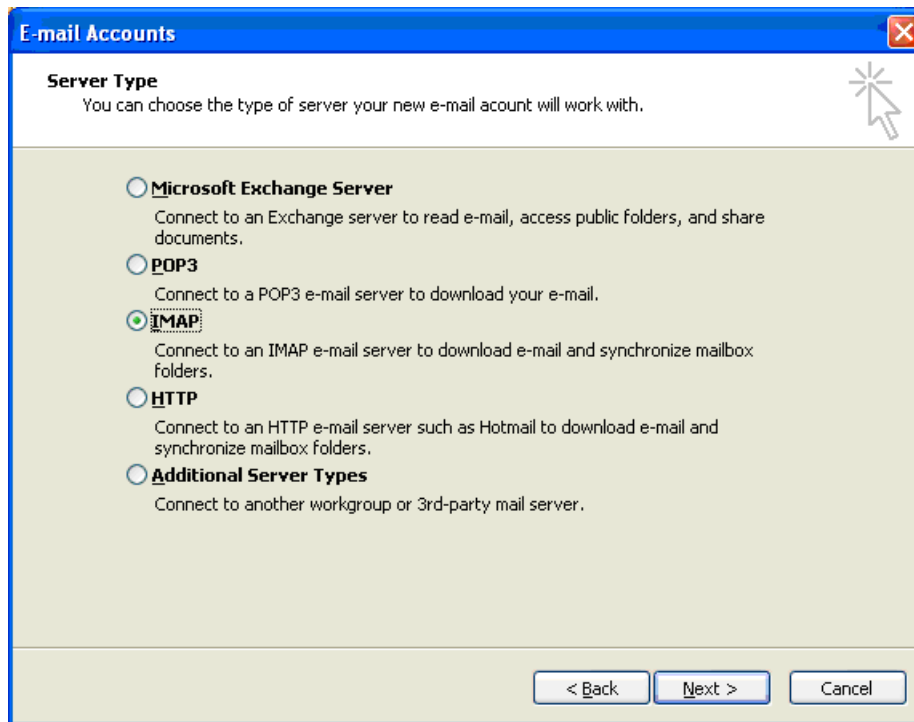 E-mail Accounts
Server Type
You can choose the type of server your new e-mail acount will work with.
Microsoft Exchange Server
Connect to an Exchange server to read e-mail, access public folders, and share
documents.
POP3
Connect to a POP3 e-mail server to download your e-mail.
IMAP
Connect to an IMAP e-mail server to download e-mail and synchronize mailbox
folders.
HTTP
Connect to an HTTP e-mail server such as Hotmail to download e-mail and
synchronize mailbox folders.
Additional Server Types
Connect to another workgroup or 3rd-party mail server.
< Back Next > Cancel